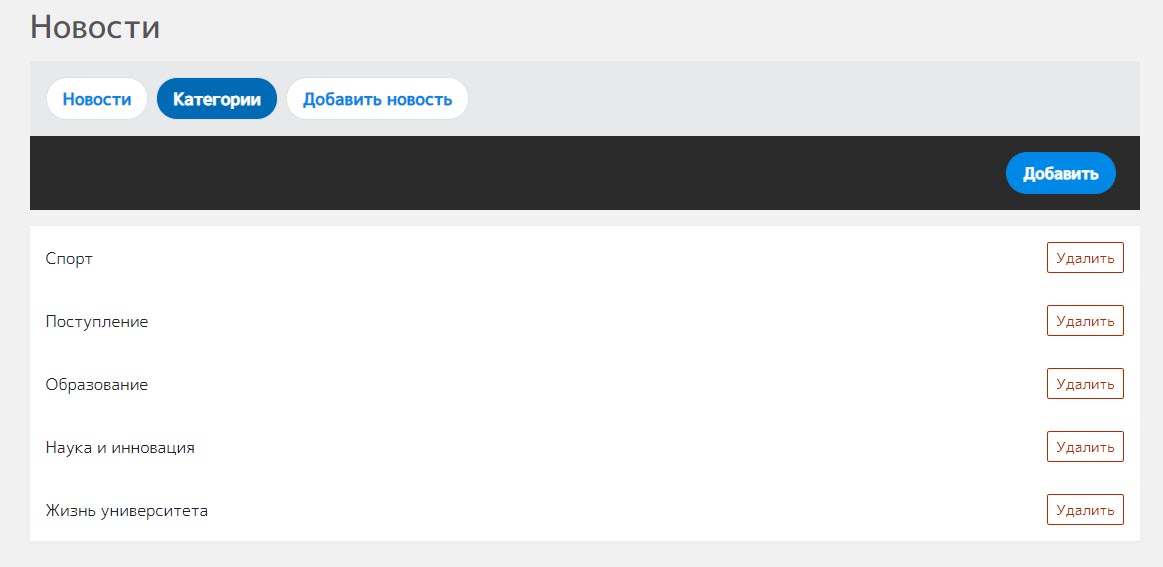 Новости
Новости Категории Добавить новость
Добавить
Спорт Удалить
Поступление Удалить
Образование Удалить
Наука и инновация Удалить
Жизнь университета Удалить